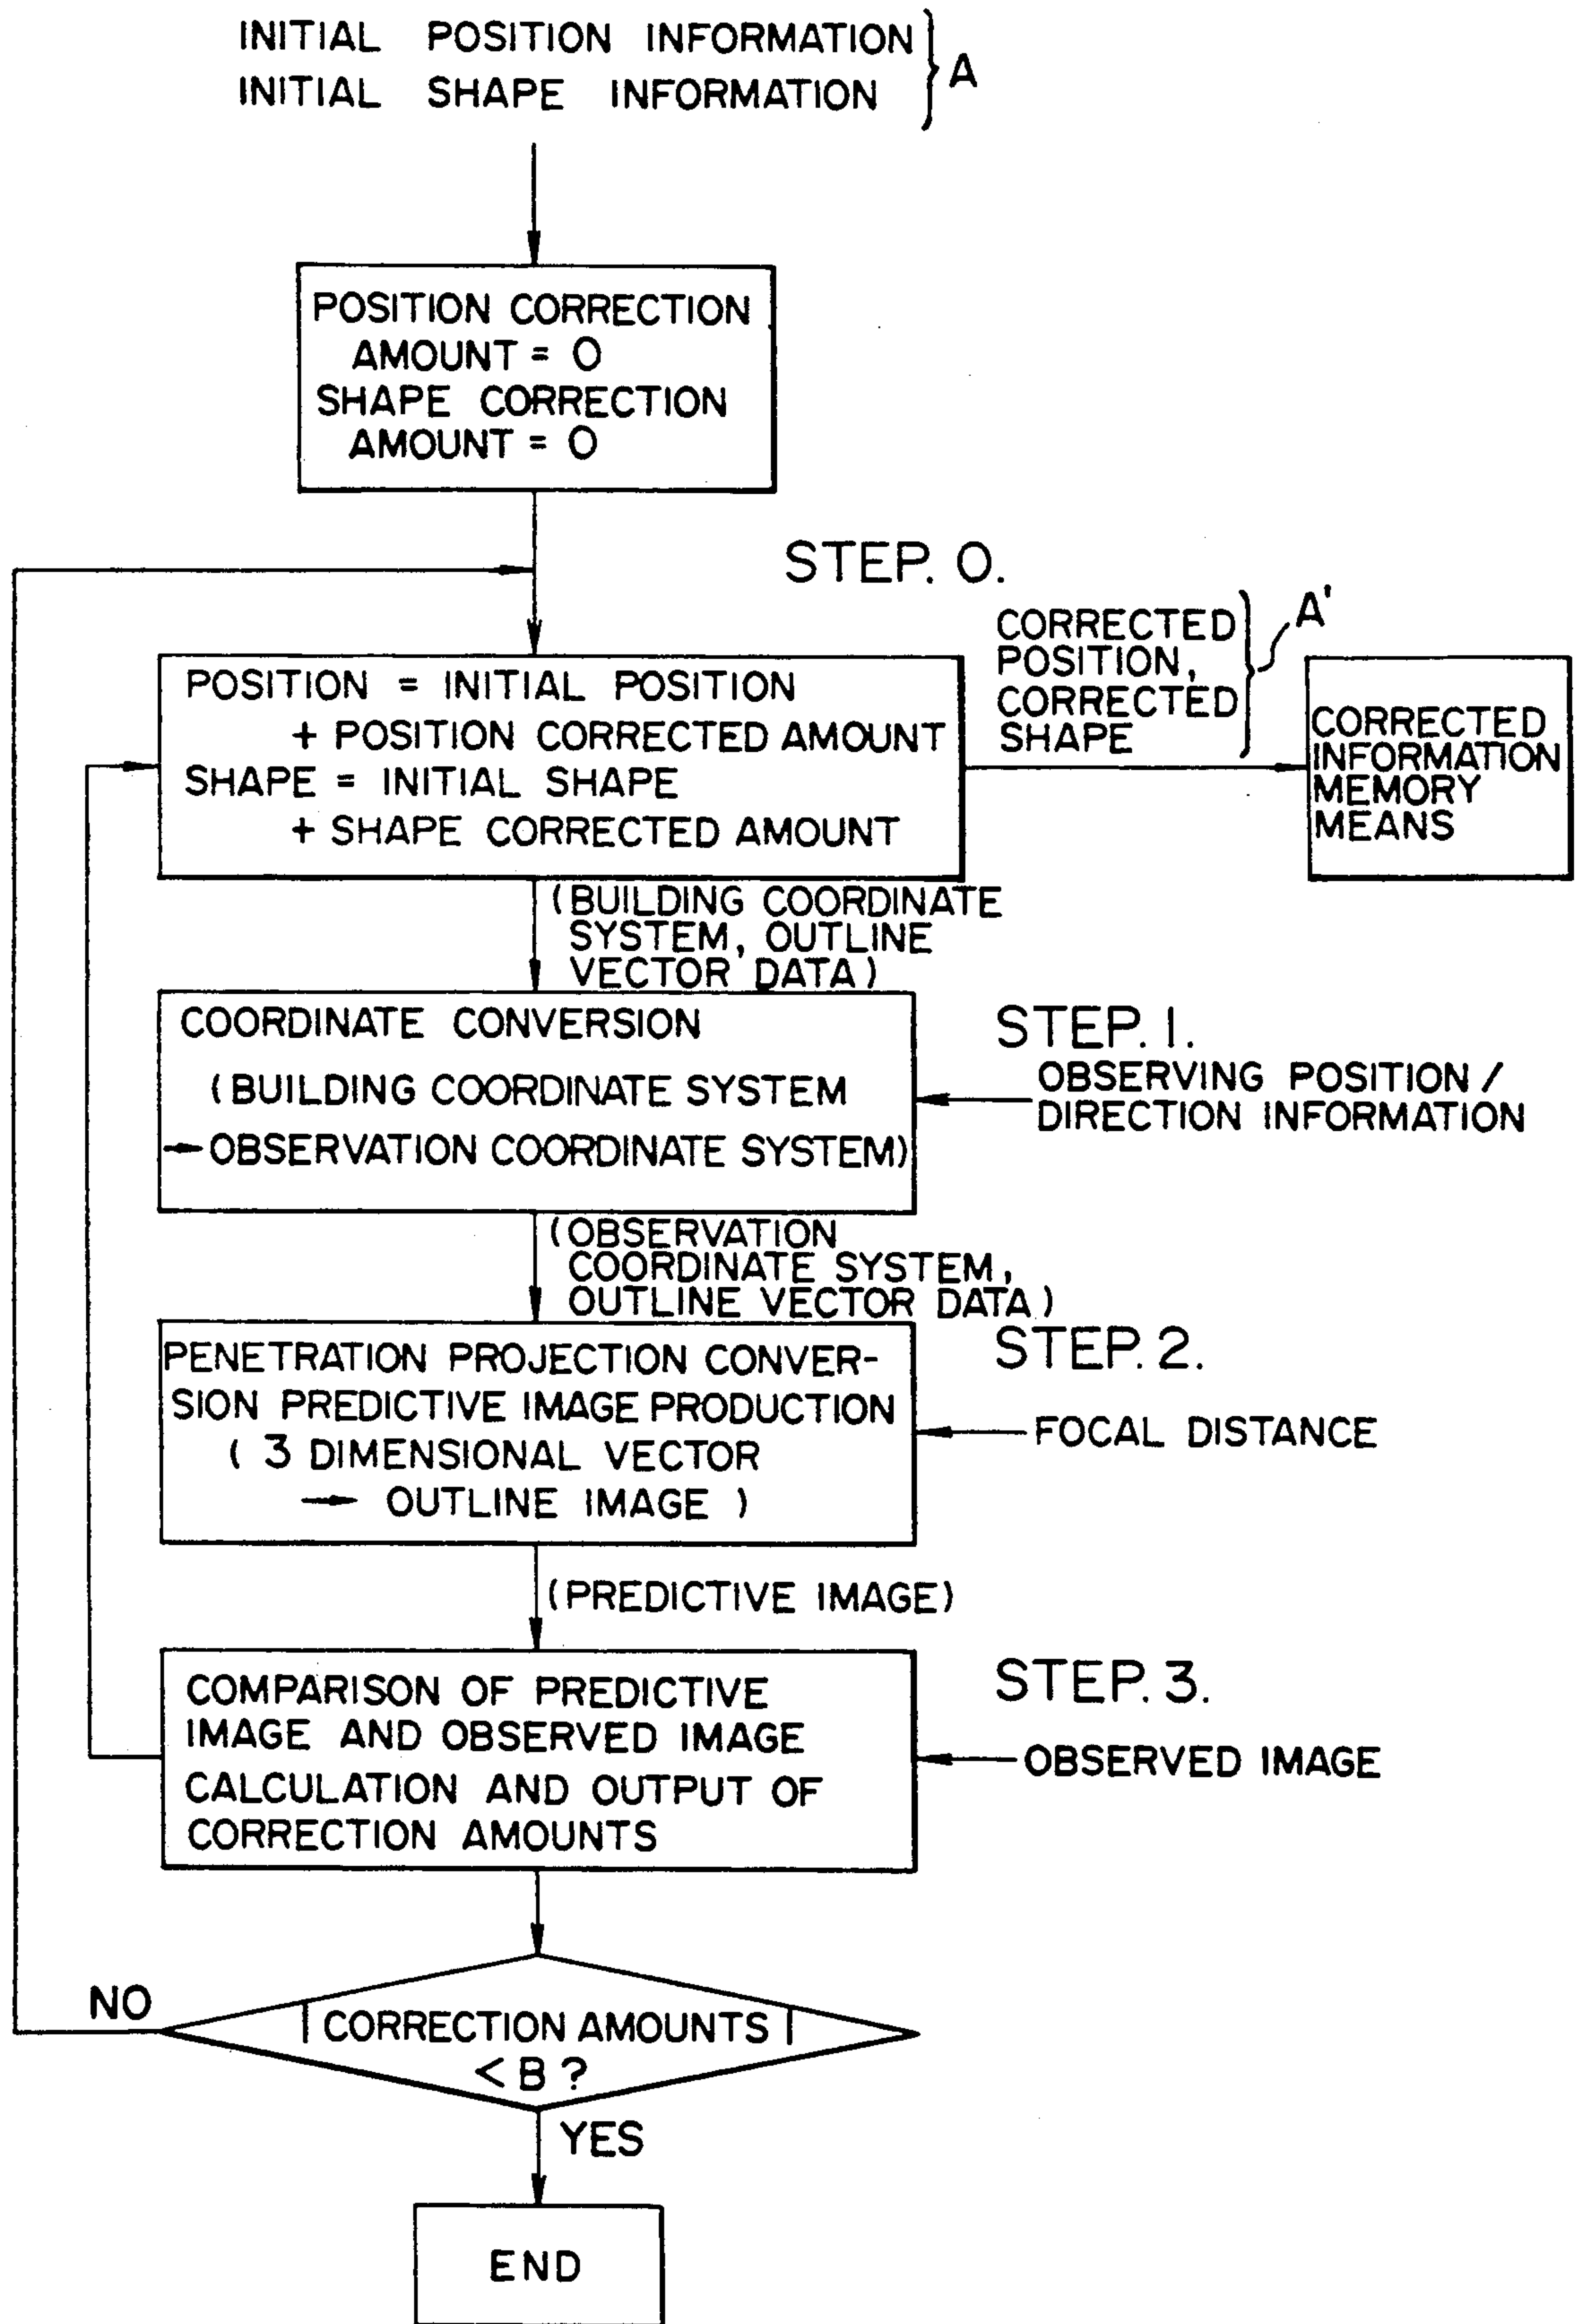 INITIAL POSITION INFORMATION
INITIAL SHAPE INFORMATION
A
POSITION CORRECTION
AMOUNT = 0
SHAPE CORRECTION
AMOUNT = 0
STEP. 0.
POSITION = INITIAL POSITION
+ POSITION CORRECTED AMOUNT
SHAPE = INITIAL SHAPE
+ SHAPE CORRECTED AMOUNT
CORRECTED
POSITION,
CORRECTED
SHAPE
A'
CORRECTED
INFORMATION
MEMORY
MEANS
(BUILDING COORDINATE
SYSTEM, OUTLINE
VECTOR DATA)
COORDINATE CONVERSION
(BUILDING COORDINATE SYSTEM
→ OBSERVATION COORDINATE SYSTEM)
STEP. 1.
OBSERVING POSITION /
DIRECTION INFORMATION
(OBSERVATION
COORDINATE SYSTEM,
OUTLINE VECTOR DATA)
PENETRATION PROJECTION CONVER-
SION PREDICTIVE IMAGE PRODUCTION
( 3 DIMENSIONAL VECTOR
→ OUTLINE IMAGE )
STEP. 2.
FOCAL DISTANCE
(PREDICTIVE IMAGE)
COMPARISON OF PREDICTIVE
IMAGE AND OBSERVED IMAGE
CALCULATION AND OUTPUT OF
CORRECTION AMOUNTS
STEP. 3.
OBSERVED IMAGE
NO
| CORRECTION AMOUNTS |
< B ?
YES
END